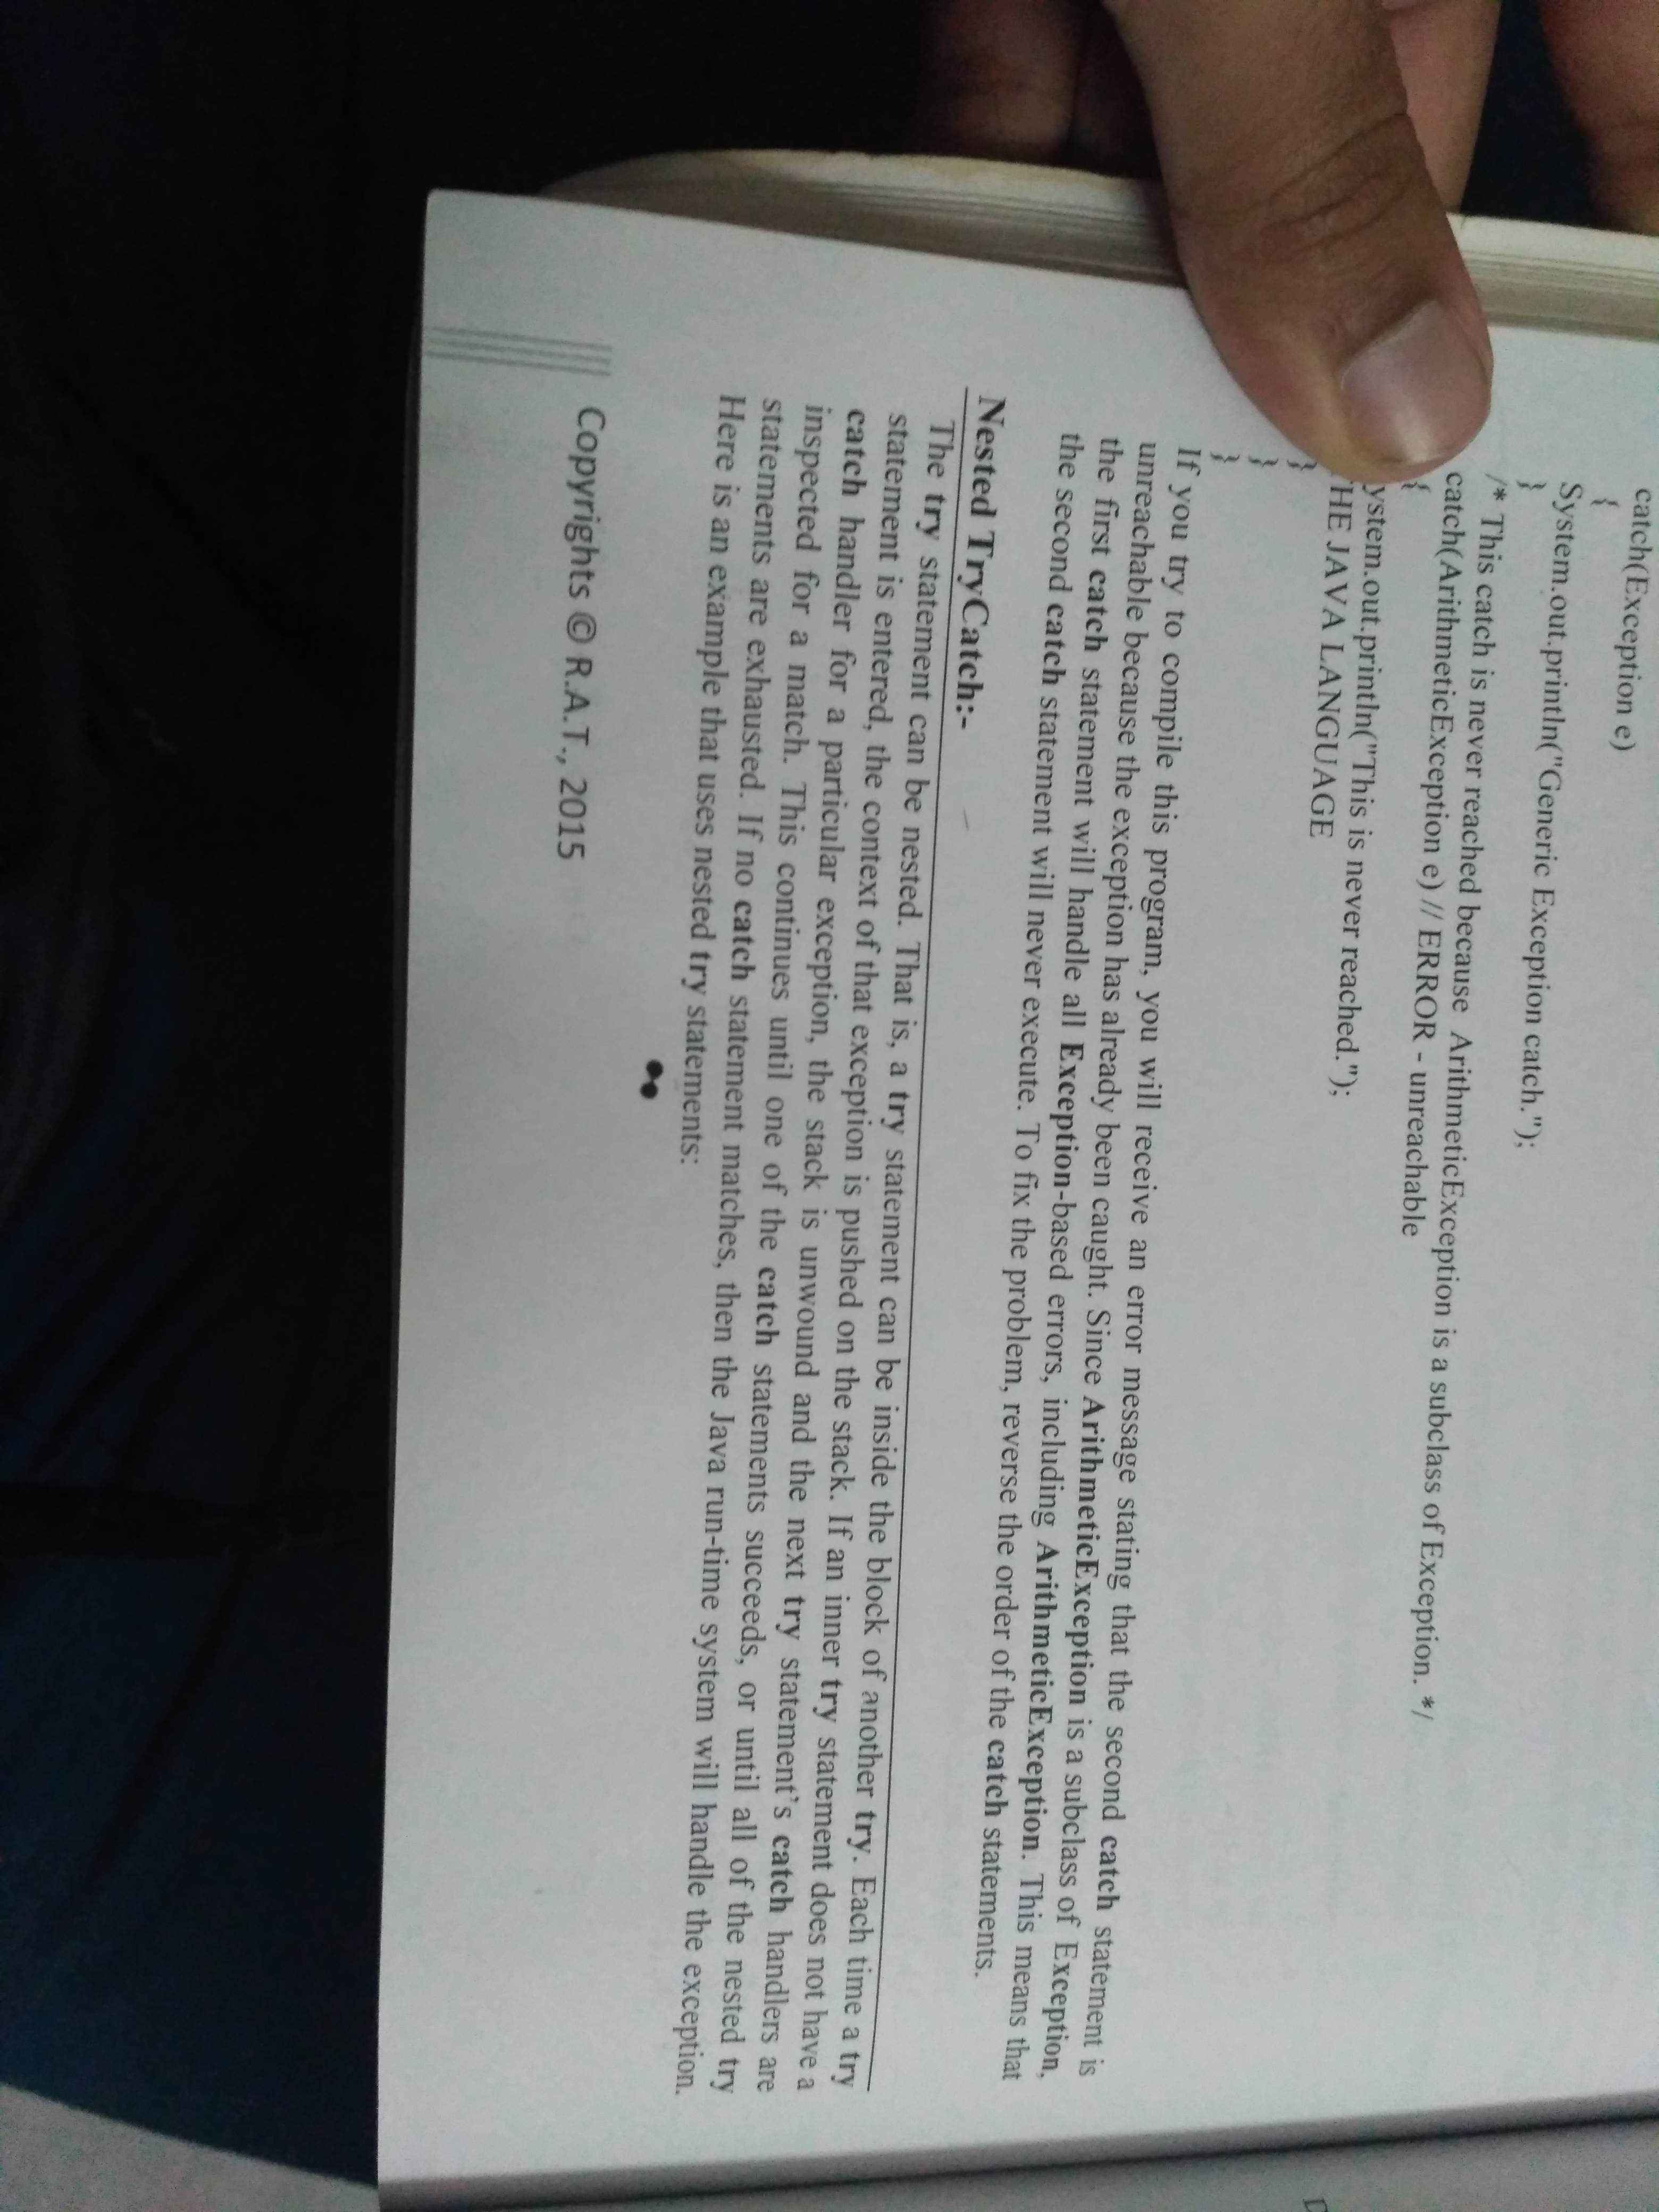 catch(Exception e)
{
System.out.println("Generic Exception catch.");
}
/* This catch is never reached because ArithmeticException is a subclass of Exception. */
catch(ArithmeticException e) // ERROR - unreachable
{
ystem.out.println("This is never reached.");
HE JAVA LANGUAGE
}
}
}
If you try to compile this program, you will receive an error message stating that the second catch statement is
unreachable because the exception has already been caught. Since ArithmeticException is a subclass of Exception,
the first catch statement will handle all Exception-based errors, including ArithmeticException. This means that
the second catch statement will never execute. To fix the problem, reverse the order of the catch statements.
Nested TryCatch:-
The try statement can be nested. That is, a try statement can be inside the block of another try. Each time a try
statement is entered, the context of that exception is pushed on the stack. If an inner try statement does not have a
catch handler for a particular exception, the stack is unwound and the next try statement's catch handlers are
inspected for a match. This continues until one of the catch statements succeeds, or until all of the nested try
statements are exhausted. If no catch statement matches, then the Java run-time system will handle the exception.
Here is an example that uses nested try statements:
Copyrights © R.A.T., 2015